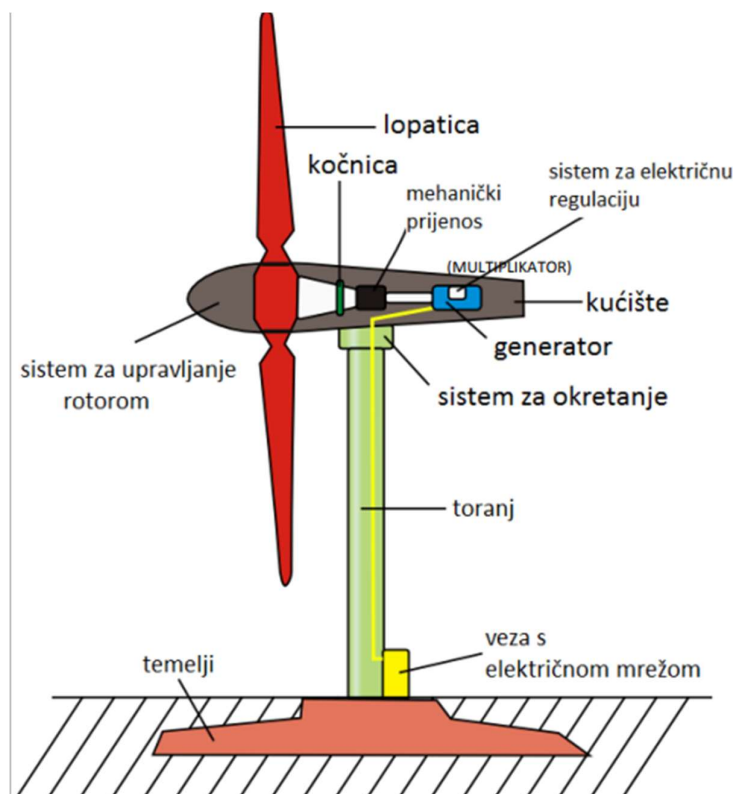 lopatica
kočnica
mehanički
prijenos
sistem za električnu
regulaciju
(MULTIPLIKATOR)
kućište
generator
sistem za upravljanje
rotorom
sistem za okretanje
toranj
veza s
električnom mrežom
temelji